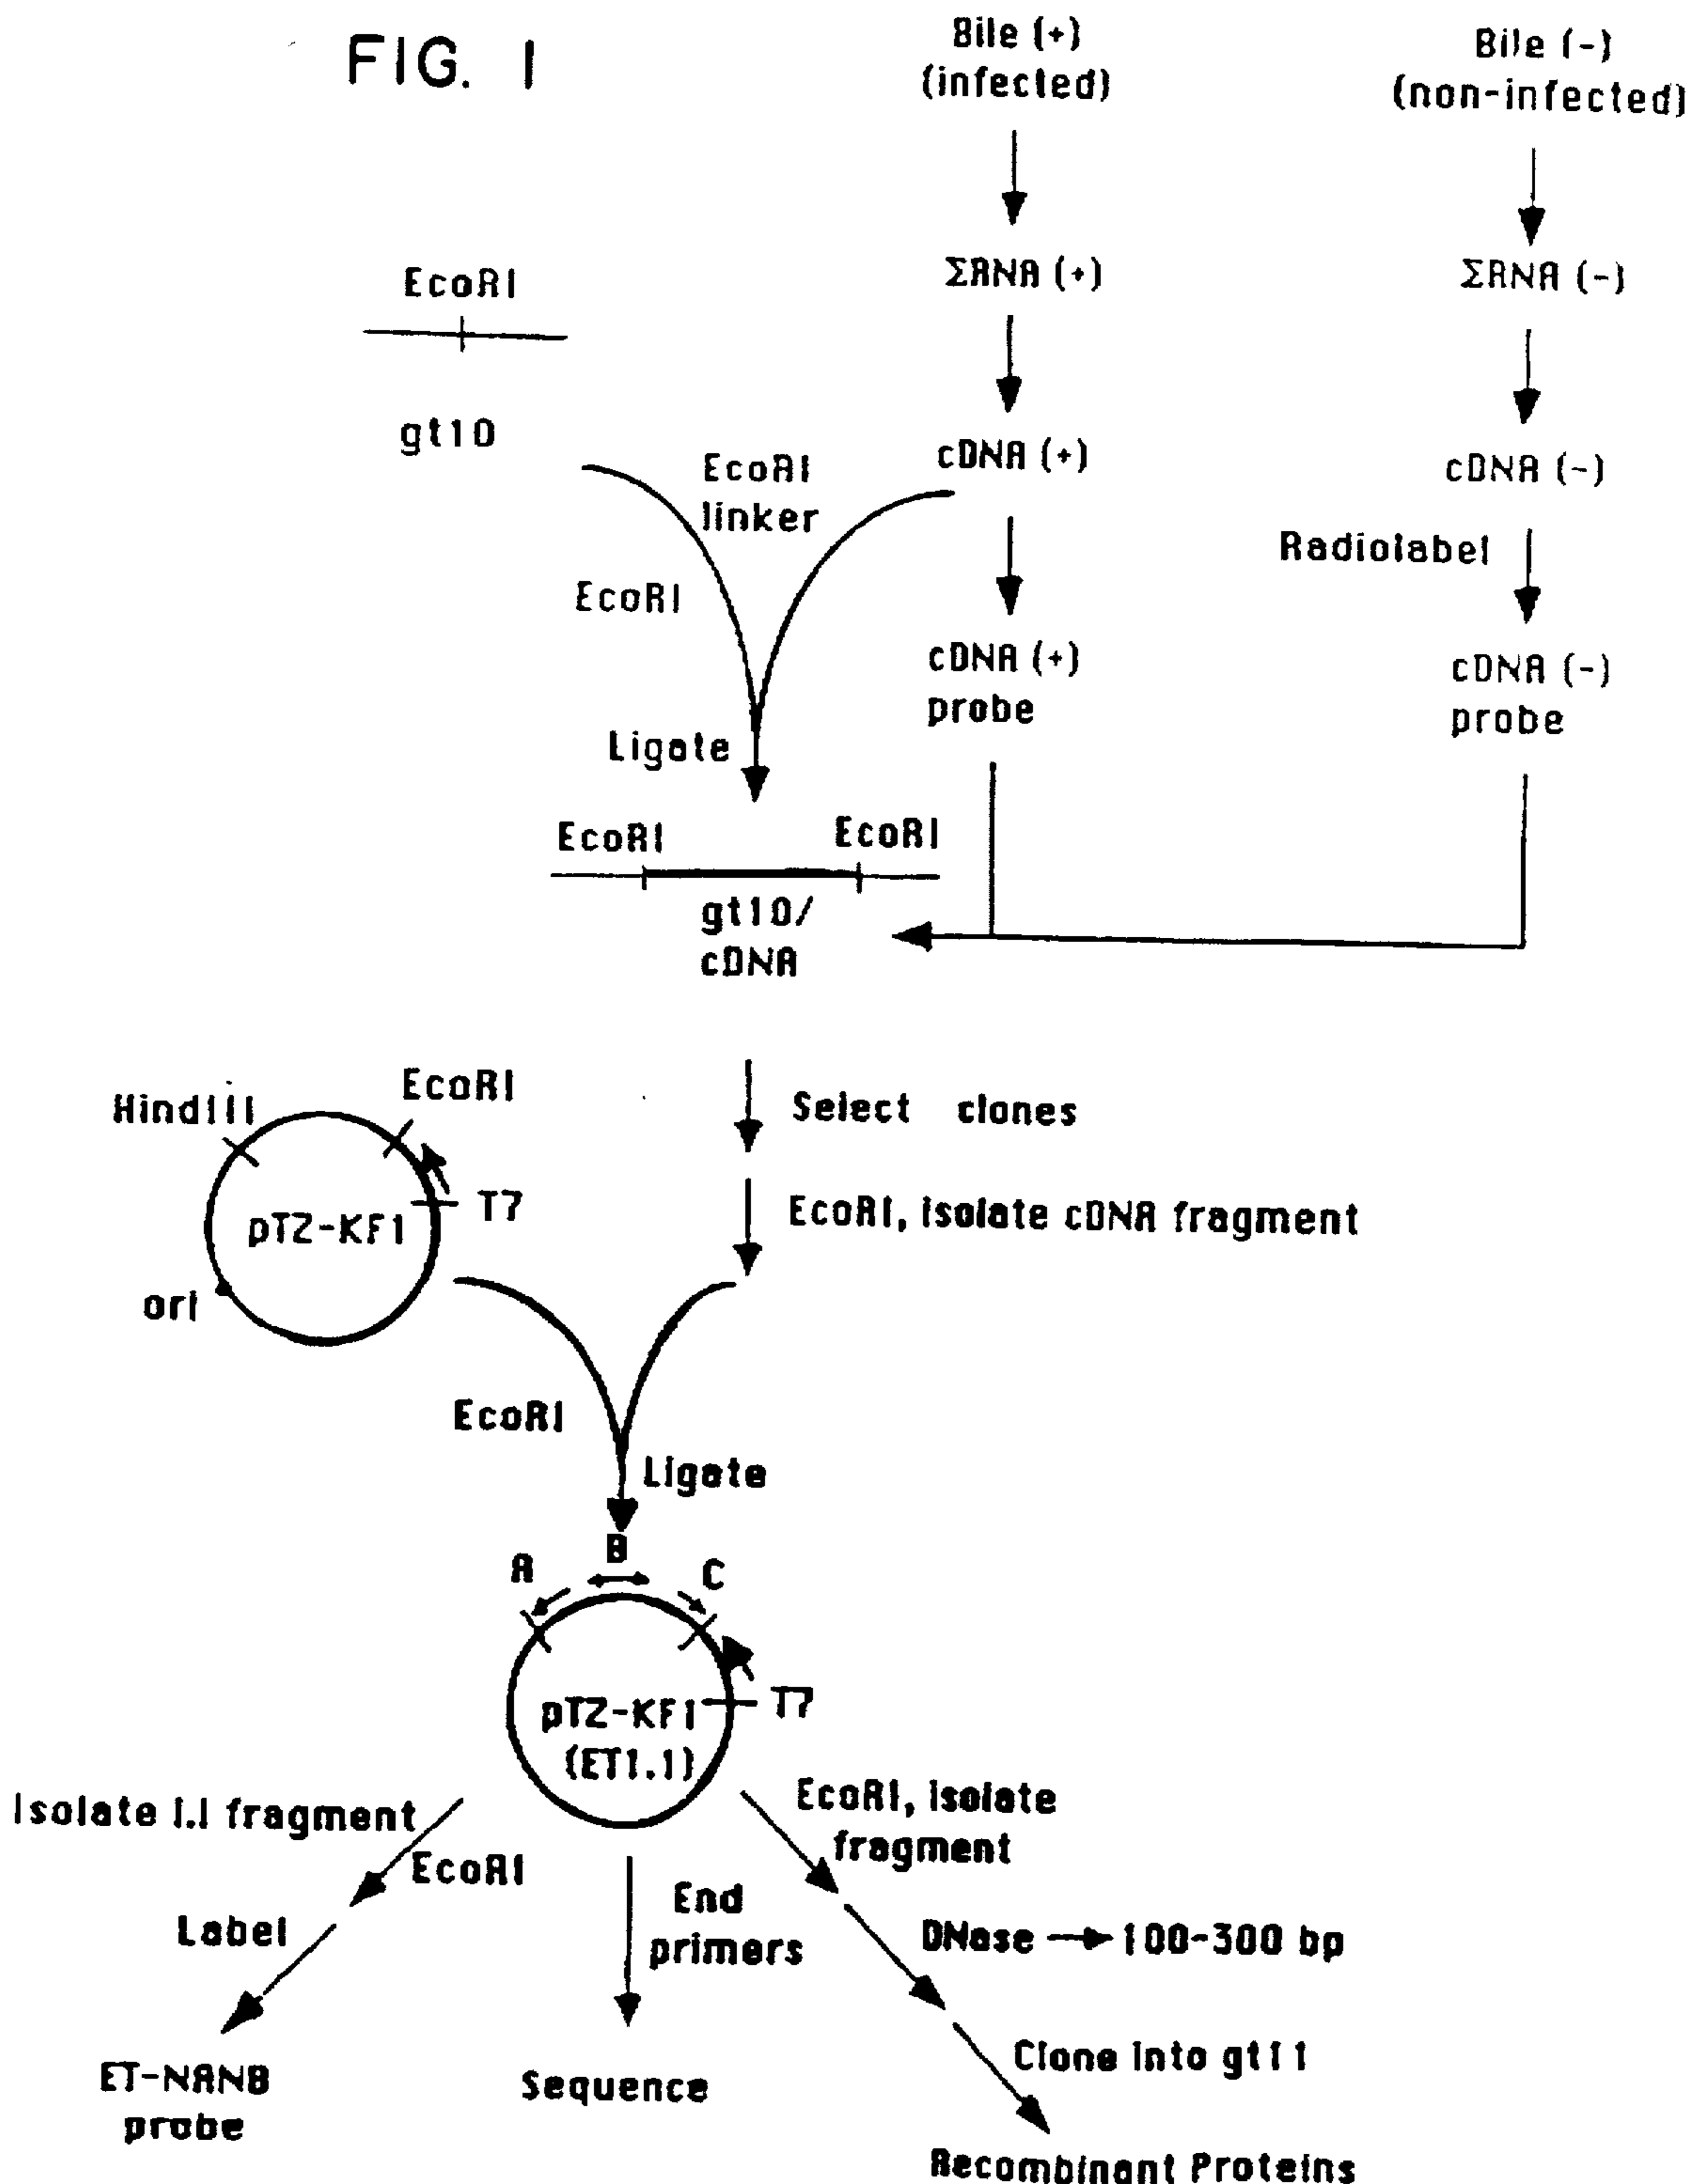 FIG. 1
Bile (+)
(infected)
Bile (-)
(non-infected)
EcoRI
gt10
ΣRNA (+)
ΣRNA (-)
cDNA (+)
cDNA (-)
EcoRI
linker
EcoRI
Radiolabel
cDNA (+)
probe
cDNA (-)
probe
Ligate
EcoRI
EcoRI
gt10/
cDNA
HindIII
EcoRI
T7
pTZ-KF1
ori
Select clones
EcoRI, isolate cDNA fragment
EcoRI
Ligate
A
B
C
T7
pTZ-KF1
(ET1.1)
Isolate 1.1 fragment
EcoRI
Label
ET-NANB
probe
End
primers
Sequence
EcoRI, isolate
fragment
DNase → 100-300 bp
Clone into gt11
Recombinant Proteins